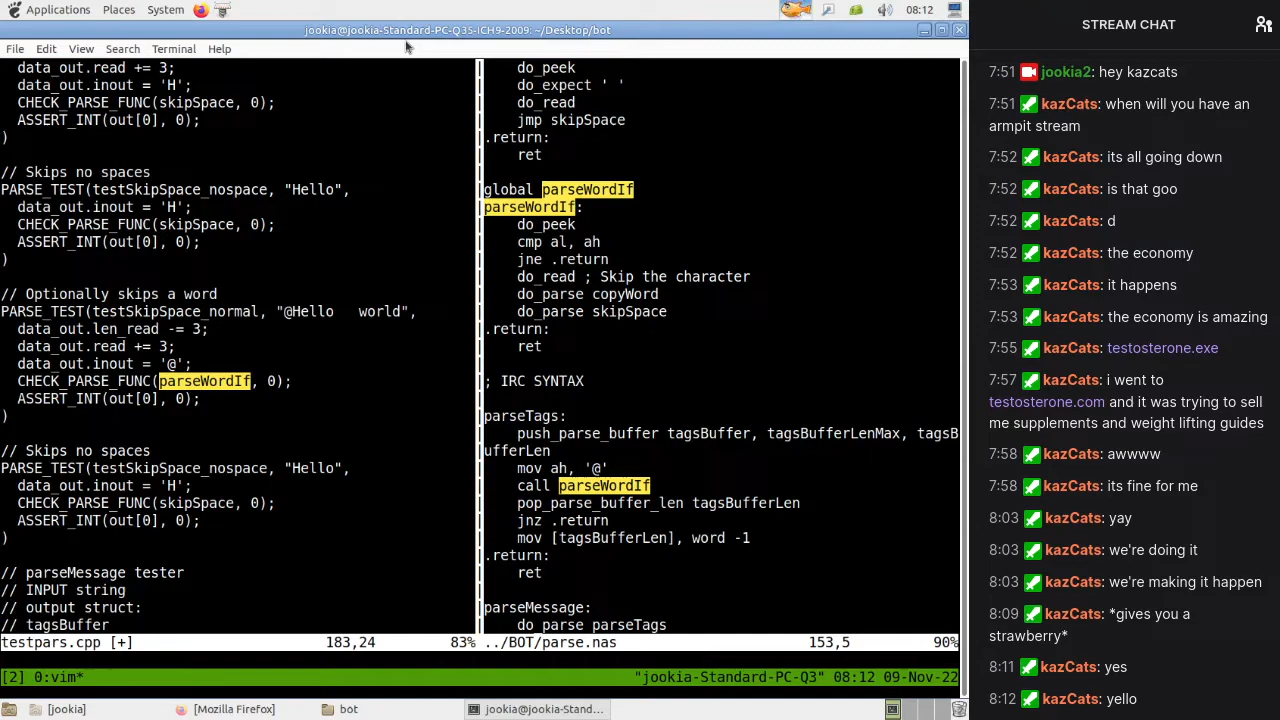 Applications Places System 08:12
jookia@jookia-Standard-PC-Q35-ICH9-2009: ~/Desktop/bot
File Edit View Search Terminal Help
data_out.read += 3;
data_out.inout = 'H';
CHECK_PARSE_FUNC(skipSpace, 0);
ASSERT_INT(out[0], 0);
)
// Skips no spaces
PARSE_TEST(testSkipSpace_nospace, "Hello",
data_out.inout = 'H';
CHECK_PARSE_FUNC(skipSpace, 0);
ASSERT_INT(out[0], 0);
)
// Optionally skips a word
PARSE_TEST(testSkipSpace_normal, "@Hello   world",
data_out.len_read -= 3;
data_out.read += 3;
data_out.inout = '@';
CHECK_PARSE_FUNC(parseWordIf, 0);
ASSERT_INT(out[0], 0);
)
// Skips no spaces
PARSE_TEST(testSkipSpace_nospace, "Hello",
data_out.inout = 'H';
CHECK_PARSE_FUNC(skipSpace, 0);
ASSERT_INT(out[0], 0);
)
// parseMessage tester
// INPUT string
// output struct:
// tagsBuffer
testpars.cpp [+] 183,24 83%
do_peek
do_expect ' '
do_read
jmp skipSpace
.return:
ret
global parseWordIf
parseWordIf:
do_peek
cmp al, ah
jne .return
do_read ; Skip the character
do_parse copyWord
do_parse skipSpace
.return:
ret
; IRC SYNTAX
parseTags:
push_parse_buffer tagsBuffer, tagsBufferLenMax, tagsB
ufferLen
mov ah, '@'
call parseWordIf
pop_parse_buffer_len tagsBufferLen
jnz .return
mov [tagsBufferLen], word -1
.return:
ret
parseMessage:
do_parse parseTags
../BOT/parse.nas 153,5 90%
[2] 0:vim* "jookia-Standard-PC-Q3" 08:12 09-Nov-22
[jookia] [Mozilla FireFox] bot jookia@jookia-Stand...
STREAM CHAT
7:51 jookia2: hey kazcats
7:51 kazCats: when will you have an
armpit stream
7:52 kazCats: its all going down
7:52 kazCats: is that goo
7:52 kazCats: d
7:52 kazCats: the economy
7:53 kazCats: it happens
7:53 kazCats: the economy is amazing
7:55 kazCats: testosterone.exe
7:57 kazCats: i went to
testosterone.com and it was trying to sell
me supplements and weight lifting guides
7:58 kazCats: awwww
7:58 kazCats: its fine for me
8:03 kazCats: yay
8:03 kazCats: we're doing it
8:03 kazCats: we're making it happen
8:09 kazCats: *gives you a
strawberry*
8:11 kazCats: yes
8:12 kazCats: yello